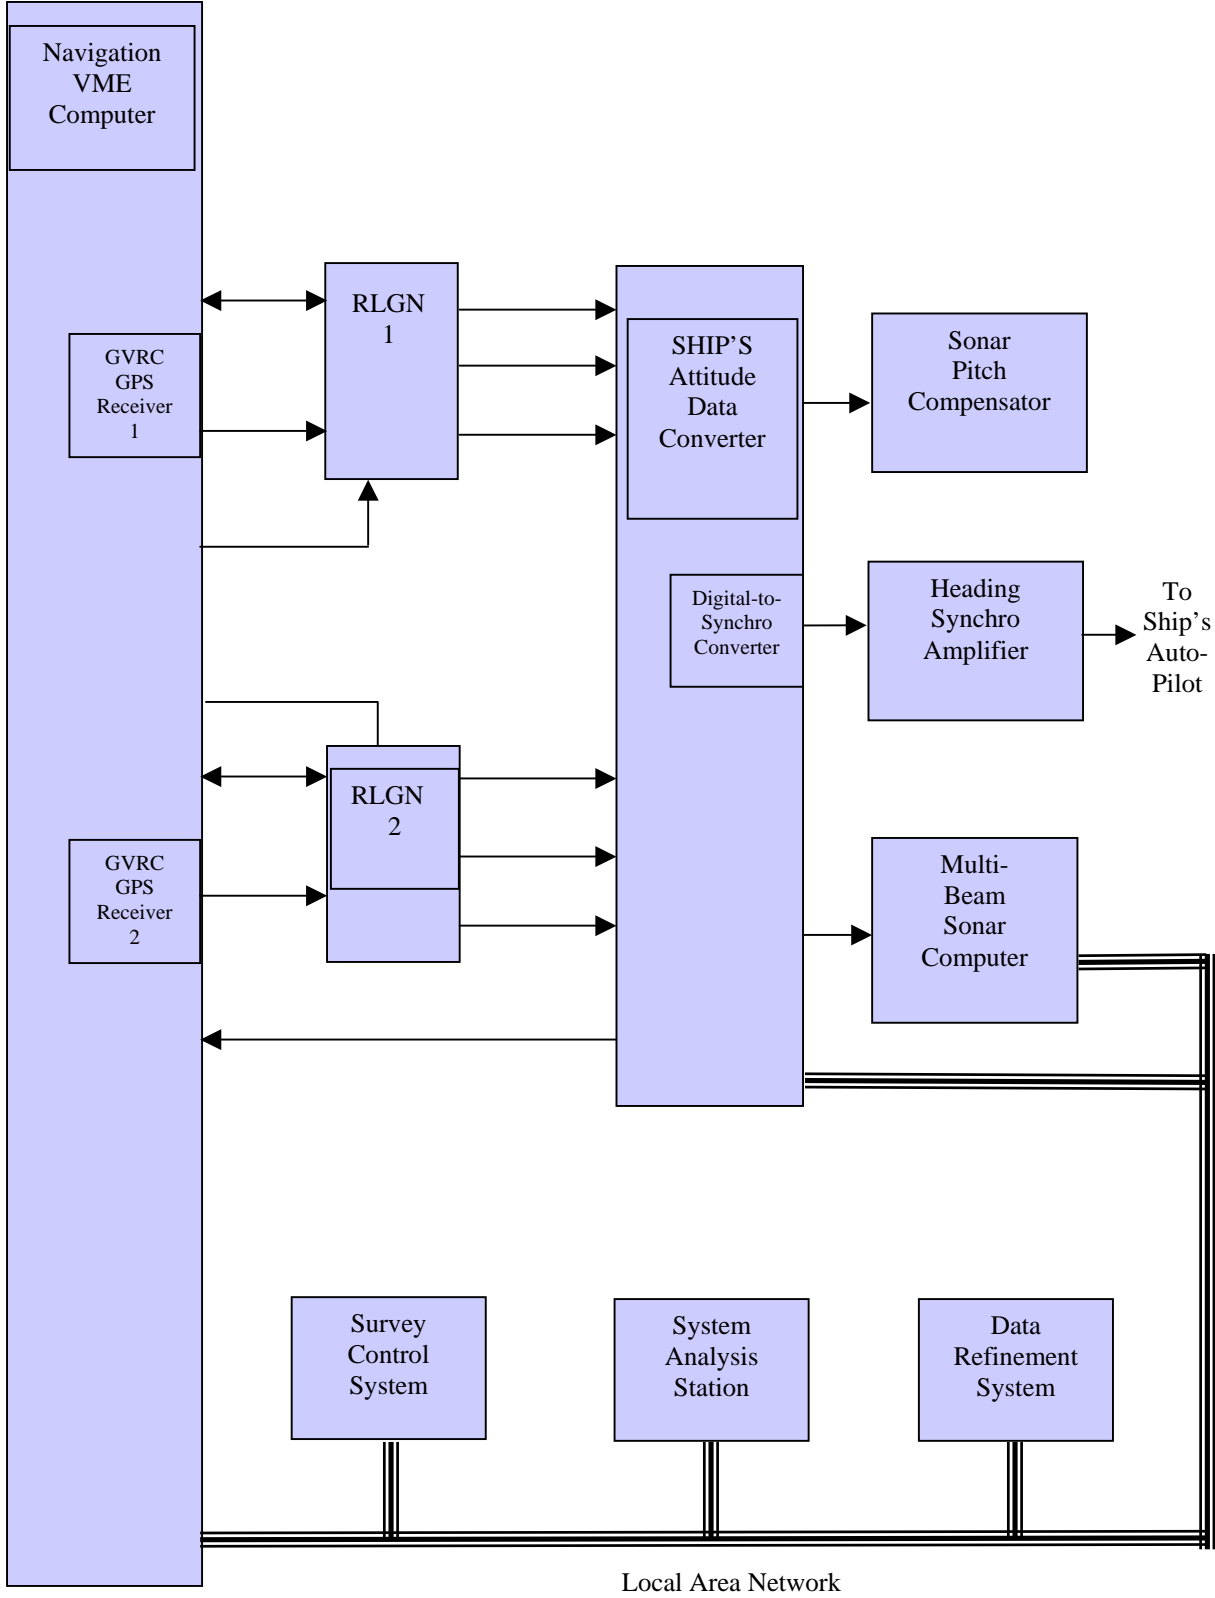 Navigation
VME
Computer
RLGN
1
GVRC
GPS
Receiver
1
SHIP'S
Attitude
Data
Converter
Sonar
Pitch
Compensator
Digital-to-
Synchro
Converter
Heading
Synchro
Amplifier
To
Ship's
Auto-
Pilot
RLGN
2
GVRC
GPS
Receiver
2
Multi-
Beam
Sonar
Computer
Survey
Control
System
System
Analysis
Station
Data
Refinement
System
Local Area Network